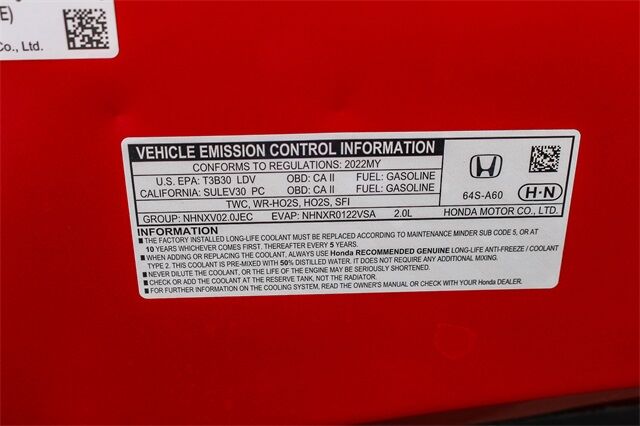 E)
Co., Ltd.
VEHICLE EMISSION CONTROL INFORMATION
CONFORMS TO REGULATIONS: 2022MY
U.S. EPA: T3B30 LDV OBD: CA II FUEL: GASOLINE
CALIFORNIA: SULEV30 PC OBD: CA II FUEL: GASOLINE
TWC, WR-HO2S, HO2S, SFI
GROUP: NHNXV02.0JEC EVAP: NHNXR0122VSA 2.0L
64S-A60
H·N
HONDA MOTOR CO., LTD.
INFORMATION
■ THE FACTORY INSTALLED LONG-LIFE COOLANT MUST BE REPLACED ACCORDING TO MAINTENANCE MINDER SUB CODE 5, OR AT
10 YEARS WHICHEVER COMES FIRST. THEREAFTER EVERY 5 YEARS.
■ WHEN ADDING OR REPLACING THE COOLANT, ALWAYS USE Honda RECOMMENDED GENUINE LONG-LIFE ANTI-FREEZE / COOLANT
TYPE 2. THIS COOLANT IS PRE-MIXED WITH 50% DISTILLED WATER. IT DOES NOT REQUIRE ANY ADDITIONAL MIXING.
■ NEVER DILUTE THE COOLANT, OR THE LIFE OF THE ENGINE MAY BE SERIOUSLY SHORTENED.
■ CHECK OR ADD THE COOLANT AT THE RESERVE TANK, NOT THE RADIATOR.
■ FOR FURTHER INFORMATION ON THE COOLING SYSTEM, READ THE OWNER'S MANUAL OR CHECK WITH YOUR Honda DEALER.